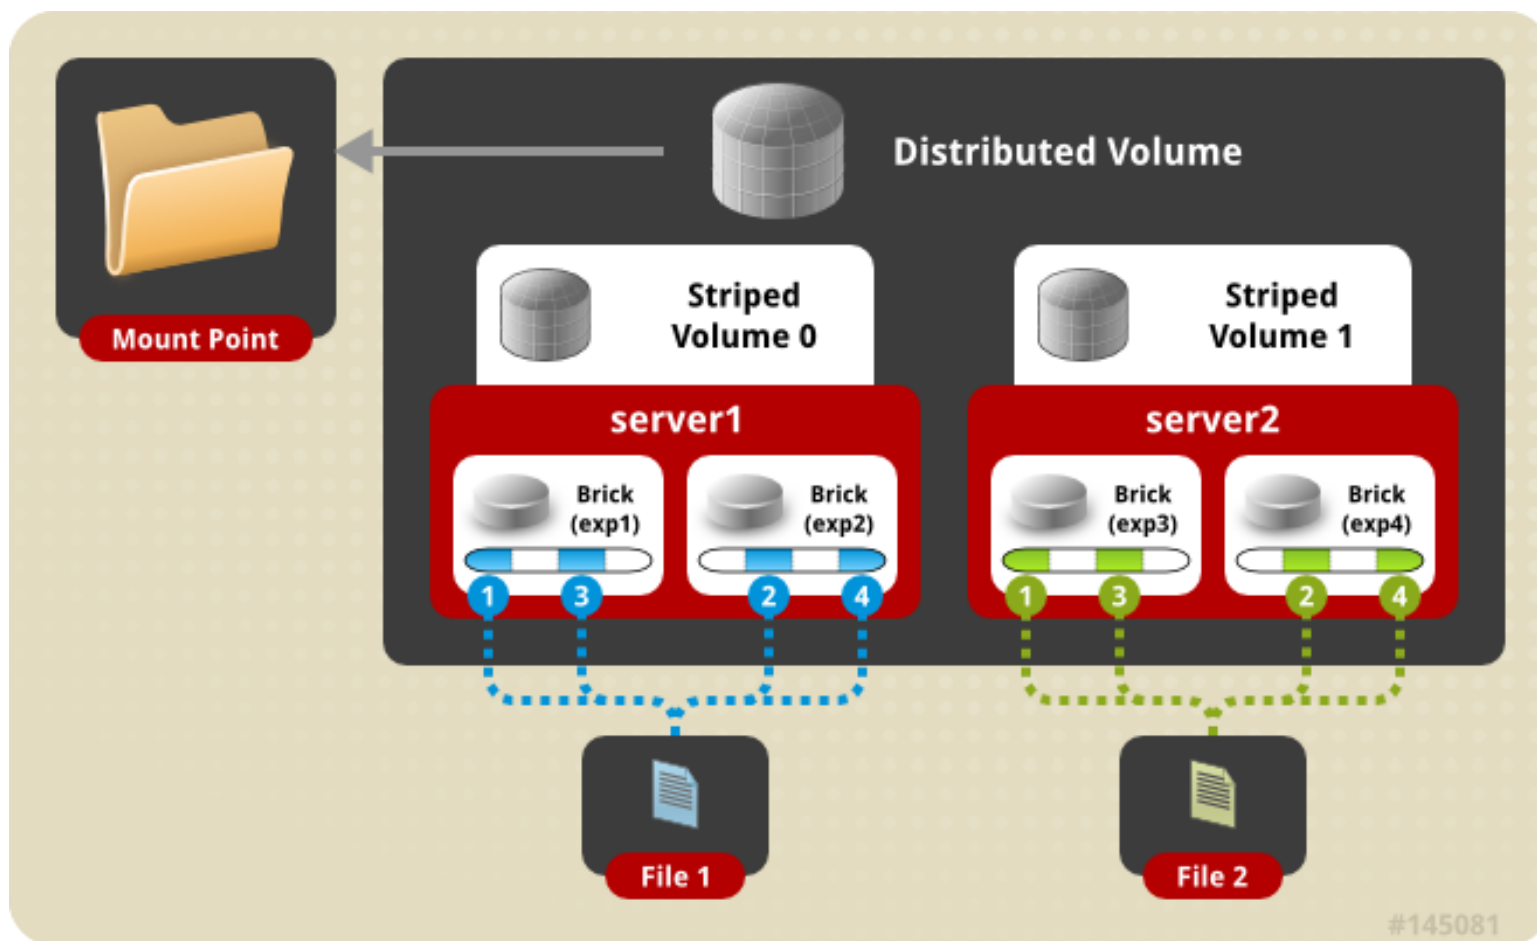 Distributed Volume
Mount Point
Striped
Volume 0
Striped
Volume 1
server1
server2
Brick
(exp1)
Brick
(exp2)
Brick
(exp3)
Brick
(exp4)
1
3
2
4
1
3
2
4
File 1
File 2
#145081